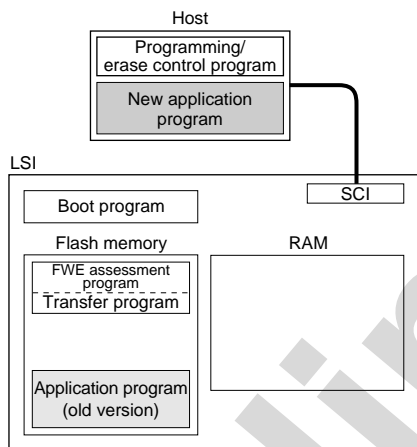 Host
Programming/
erase control program
New application
program
LSI
SCI
Boot program
Flash memory
RAM
FWE assessment
program
Transfer program
Application program
(old version)